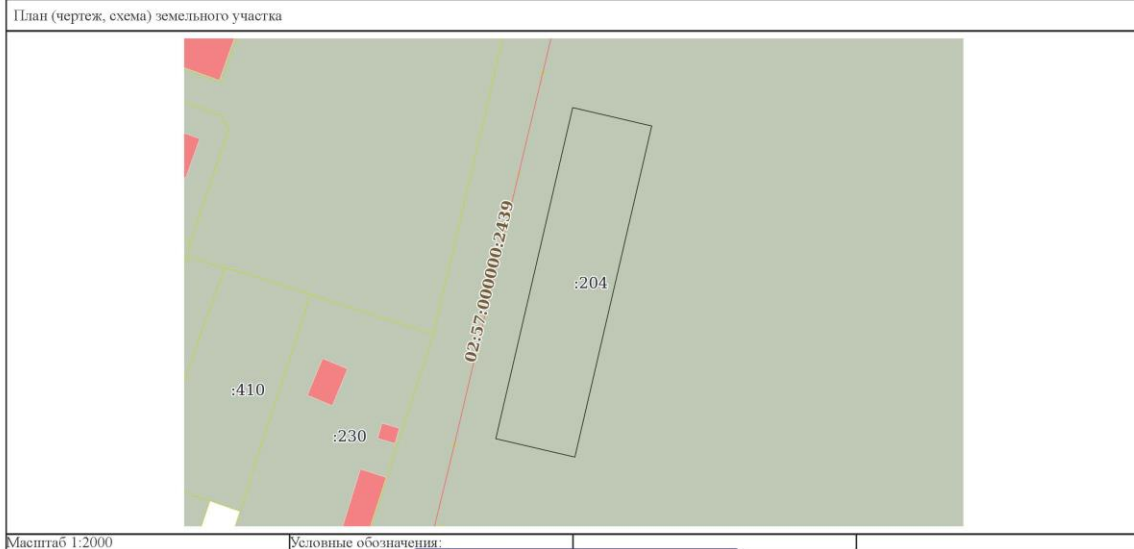 План (чертеж, схема) земельного участка
02:57:000000:2439
:204
:410
:230
Масштаб 1:2000
Условные обозначения: